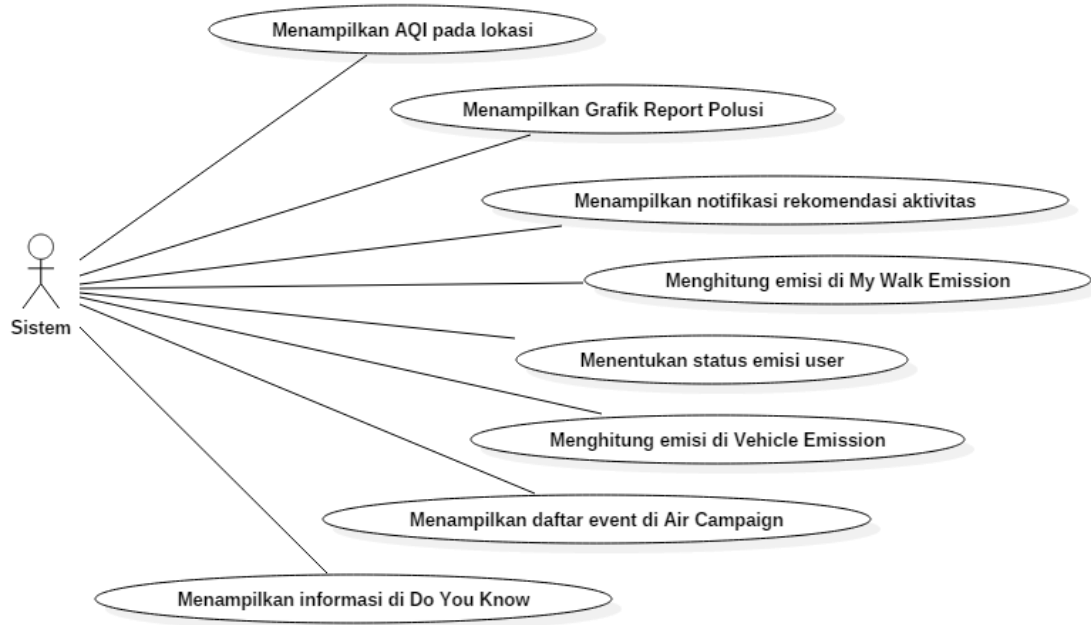 Menampilkan AQI pada lokasi
Menampilkan Grafik Report Polusi
Menampilkan notifikasi rekomendasi aktivitas
Menghitung emisi di My Walk Emission
Sistem
Menentukan status emisi user
Menghitung emisi di Vehicle Emission
Menampilkan daftar event di Air Campaign
Menampilkan informasi di Do You Know